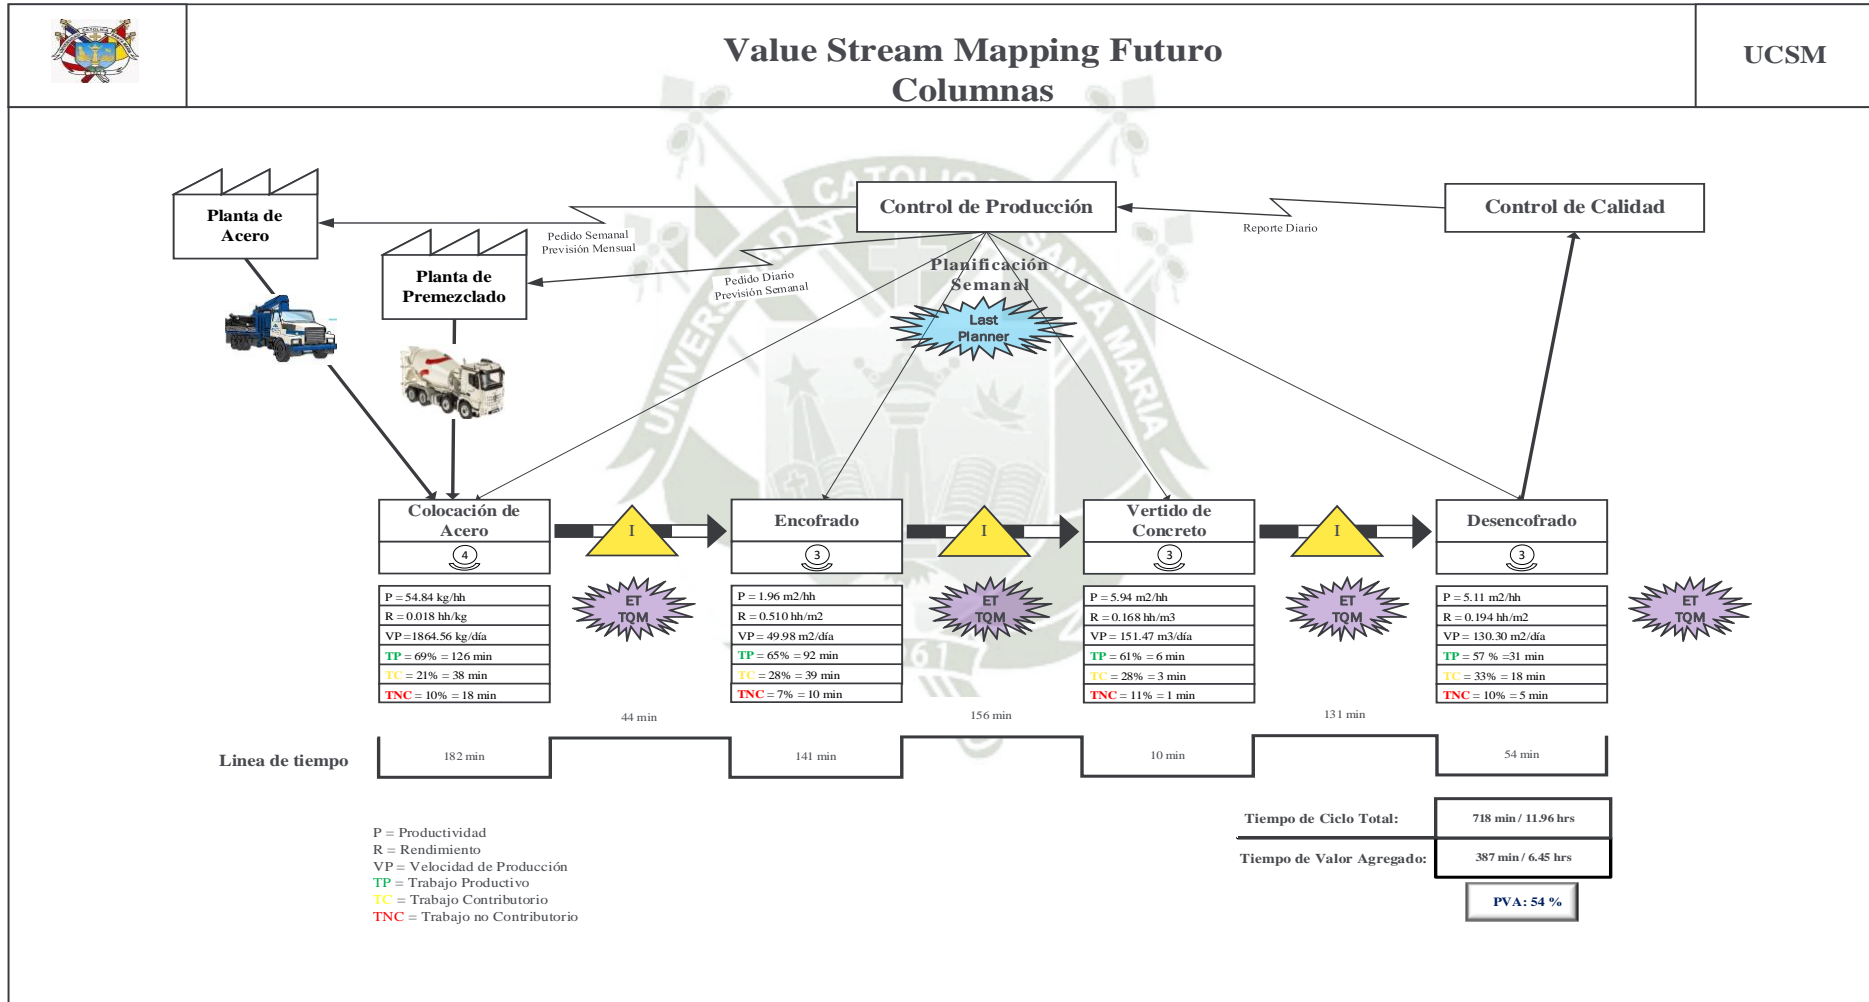 Value Stream Mapping Futuro
Columnas
UCSM
Planta de
Acero
Planta de
Premezclado
Control de Producción
Control de Calidad
Pedido Semanal
Previsión Mensual
Pedido Diario
Previsión Semanal
Reporte Diario
Planificación
Semanal
Last
Planner
UNIVERSIDAD CATOLICA SANTA MARIA
961
Colocación de
Acero
4
P = 54.84 kg/hh
R = 0.018 hh/kg
VP =1864.56 kg/día
TP = 69% = 126 min
TC = 21% = 38 min
TNC = 10% = 18 min
I
ET
TQM
Encofrado
3
P = 1.96 m2/hh
R = 0.510 hh/m2
VP = 49.98 m2/día
TP = 65% = 92 min
TC = 28% = 39 min
TNC = 7% = 10 min
I
ET
TQM
Vertido de
Concreto
3
P = 5.94 m2/hh
R = 0.168 hh/m3
VP = 151.47 m3/día
TP = 61% = 6 min
TC = 28% = 3 min
TNC = 11% = 1 min
I
ET
TQM
Desencofrado
3
P = 5.11 m2/hh
R = 0.194 hh/m2
VP = 130.30 m2/día
TP = 57 % =31 min
TC = 33% = 18 min
TNC = 10% = 5 min
ET
TQM
44 min
156 min
131 min
Linea de tiempo
182 min
141 min
10 min
54 min
Tiempo de Ciclo Total:
718 min / 11.96 hrs
Tiempo de Valor Agregado:
387 min / 6.45 hrs
PVA: 54 %
P = Productividad
R = Rendimiento
VP = Velocidad de Producción
TP = Trabajo Productivo
TC = Trabajo Contributorio
TNC = Trabajo no Contributorio